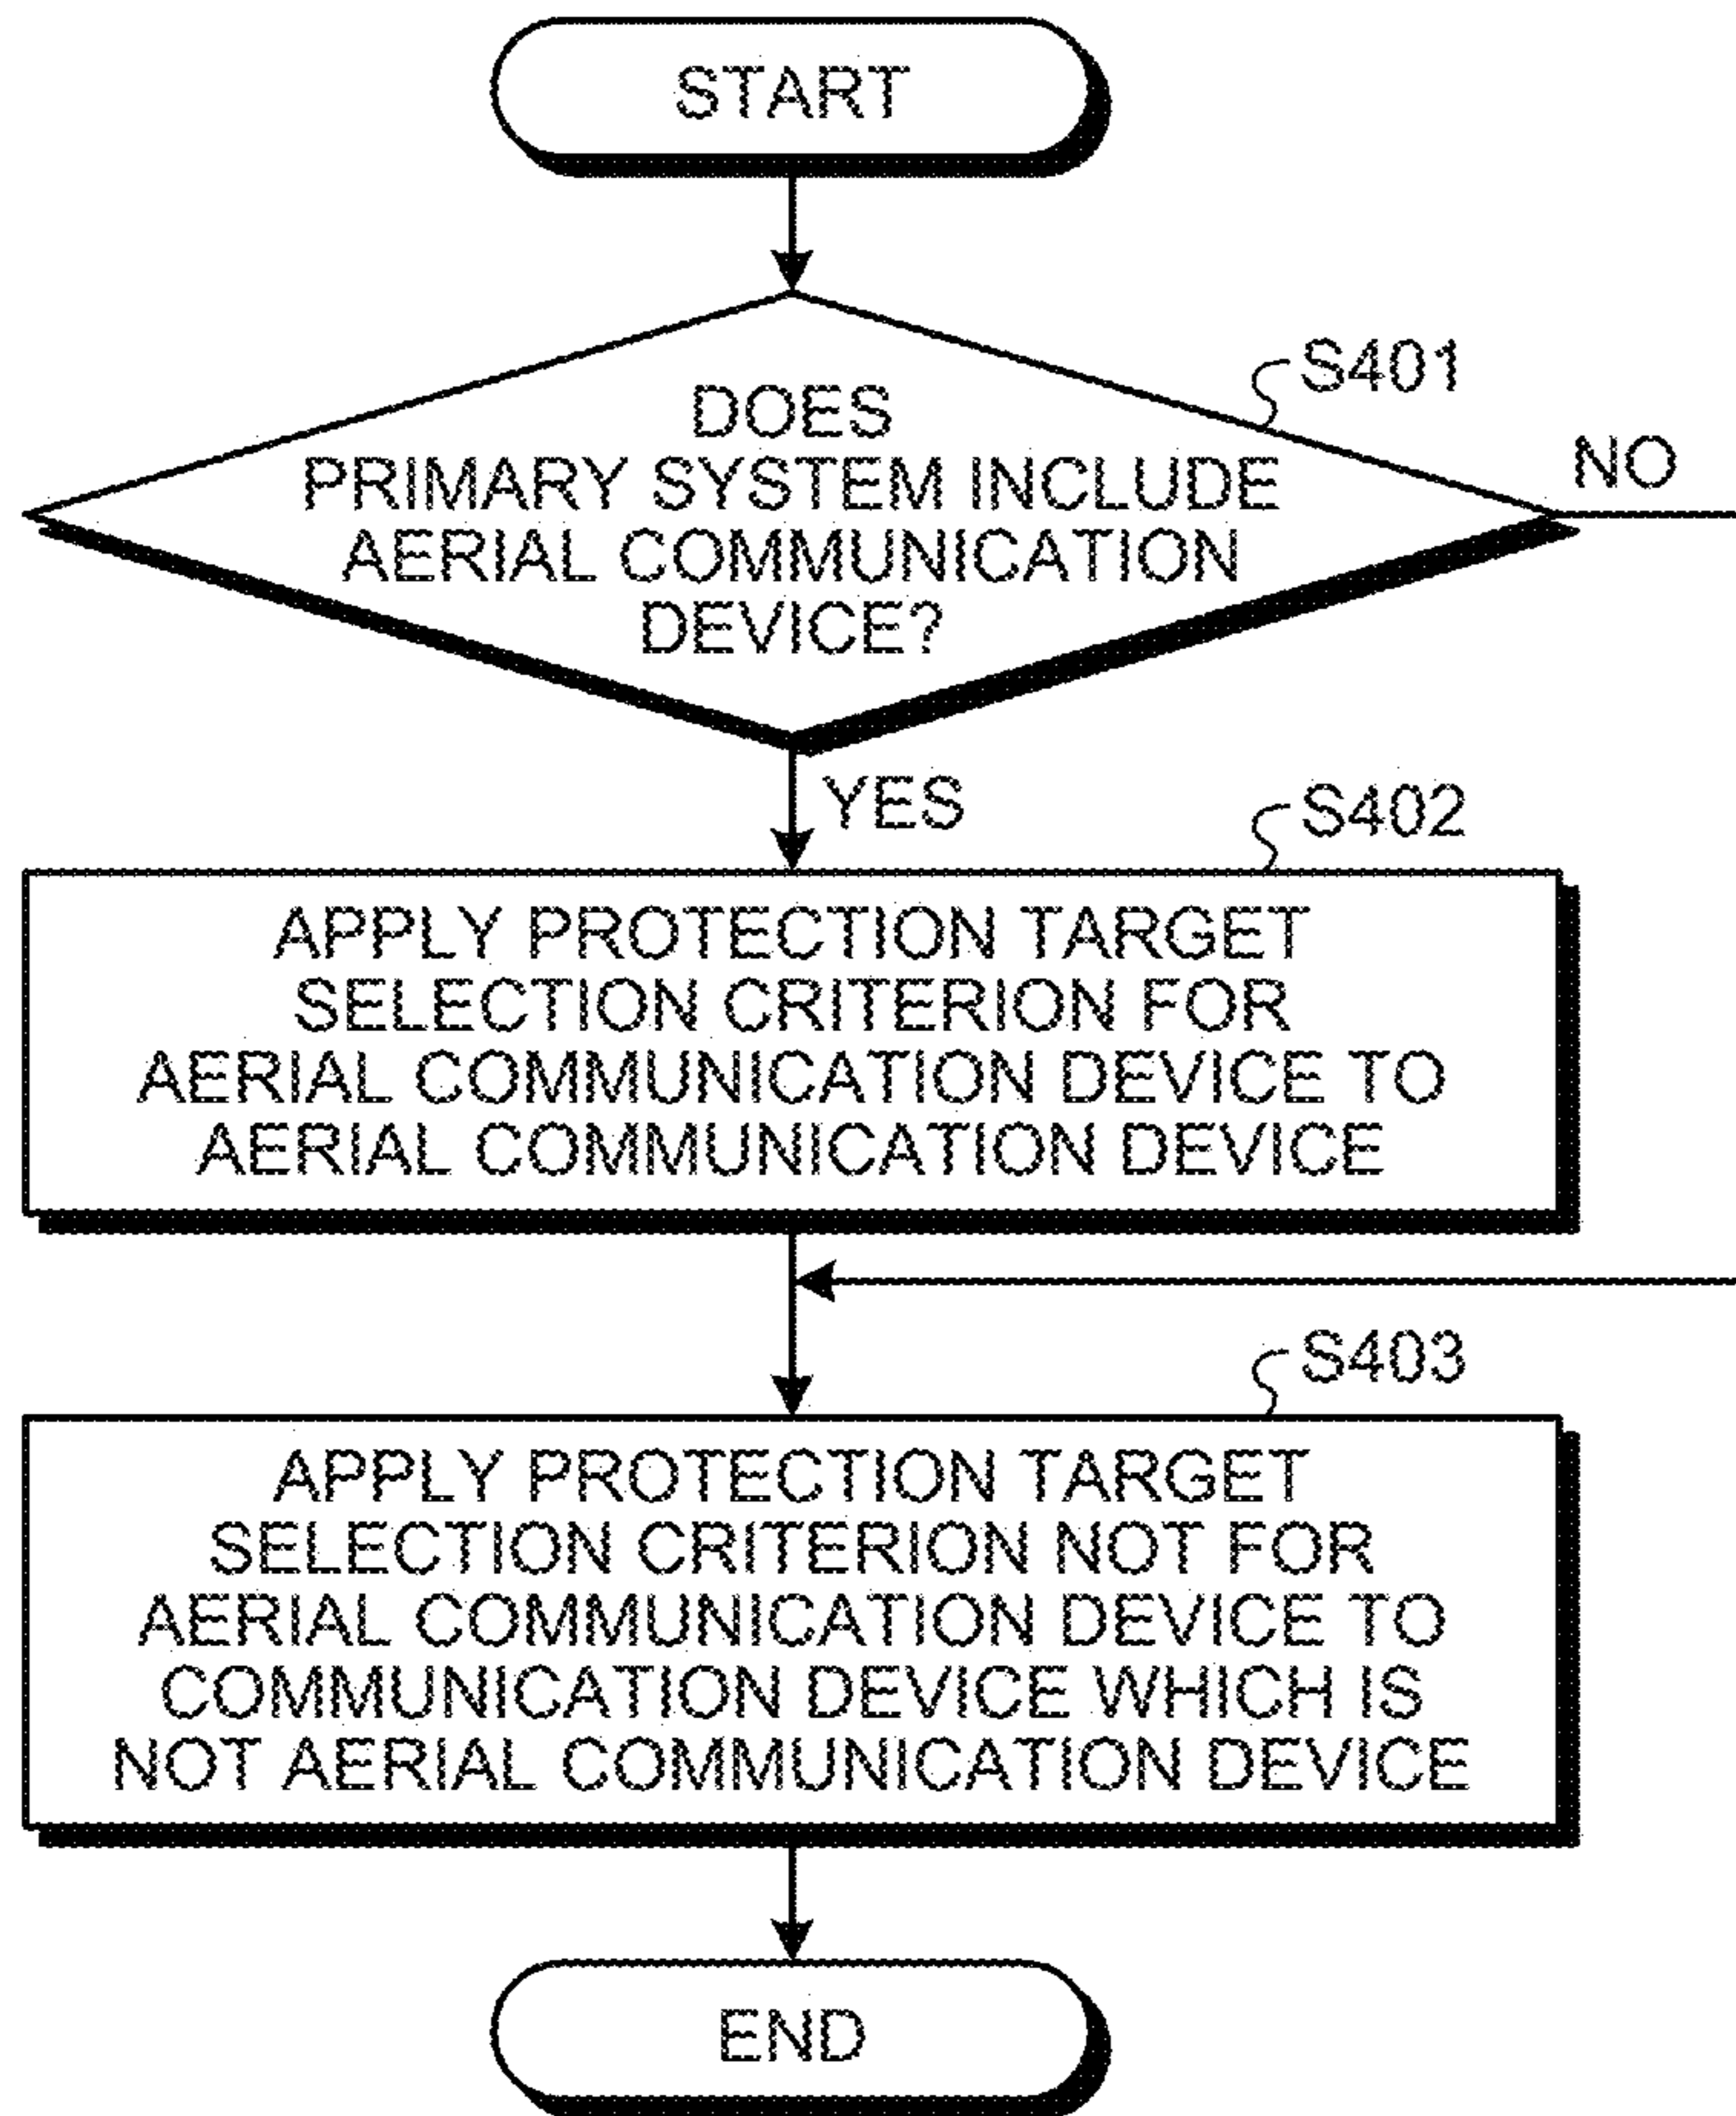 START
S401
DOES
PRIMARY SYSTEM INCLUDE
AERIAL COMMUNICATION
DEVICE?
NO
YES
S402
APPLY PROTECTION TARGET
SELECTION CRITERION FOR
AERIAL COMMUNICATION DEVICE TO
AERIAL COMMUNICATION DEVICE
S403
APPLY PROTECTION TARGET
SELECTION CRITERION NOT FOR
AERIAL COMMUNICATION DEVICE TO
COMMUNICATION DEVICE WHICH IS
NOT AERIAL COMMUNICATION DEVICE
END